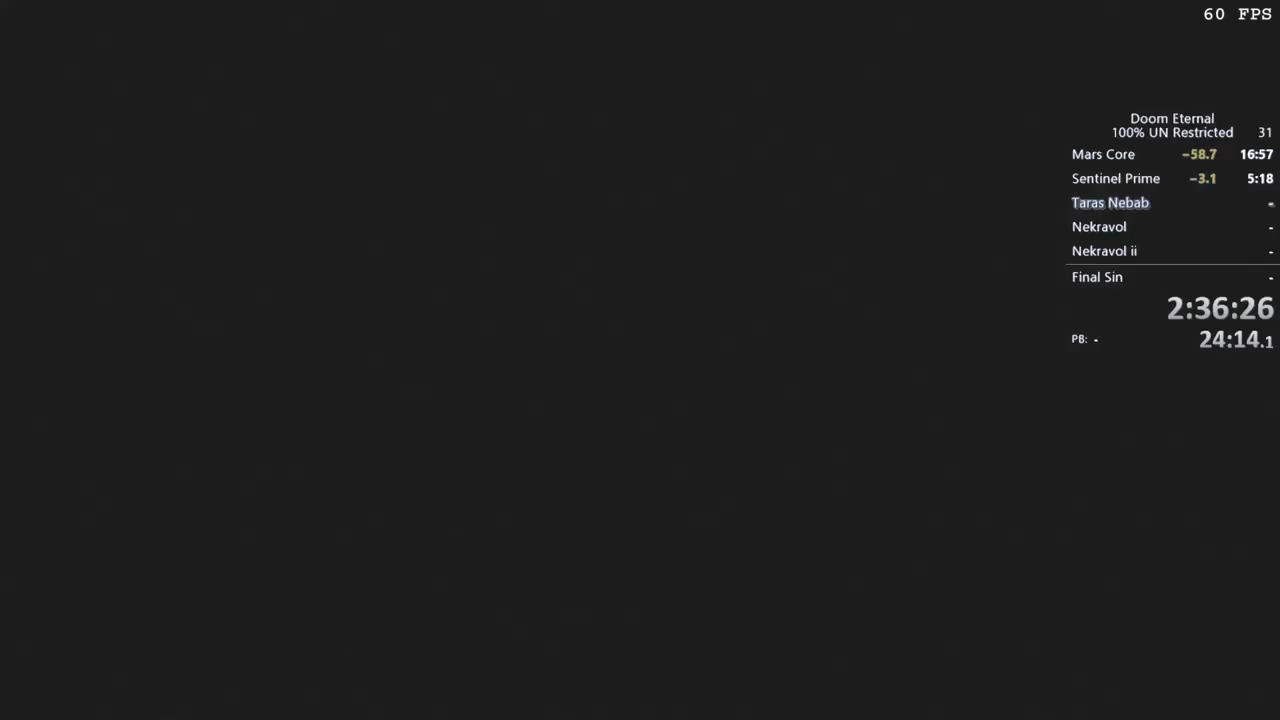 60 FPS
Doom Eternal
100% UN Restricted 31
Mars Core -58.7 16:57
Sentinel Prime -3.1 5:18
Taras Nebab -
Nekravol -
Nekravol ii -
Final Sin -
2:36:26
PB: - 24:14.1